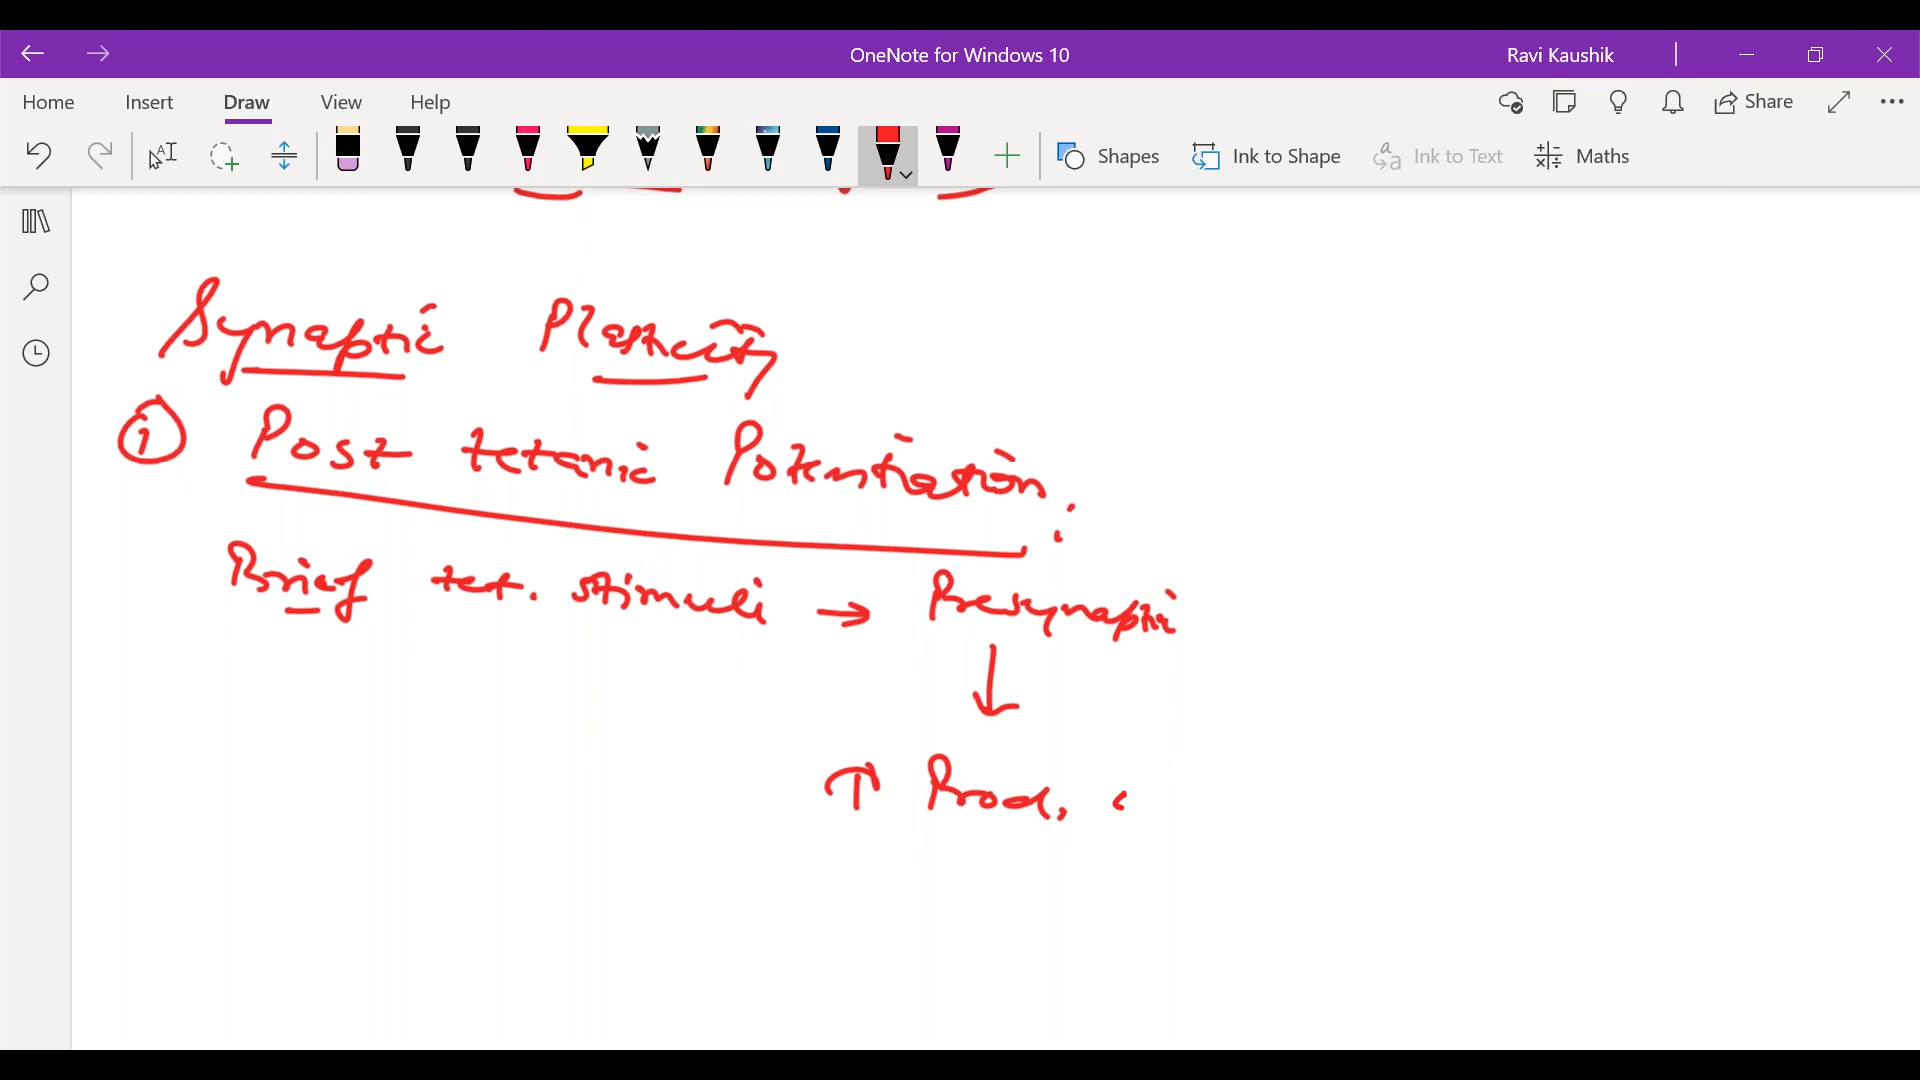 OneNote for Windows 10
Ravi Kaushik
Home Insert Draw View Help
Share
Shapes Ink to Shape Ink to Text Maths
Synaptic Plasticity
① Post tetanic Potentiation :
Brief tet. stimuli → Presynaptic
↓
↑ Prod.